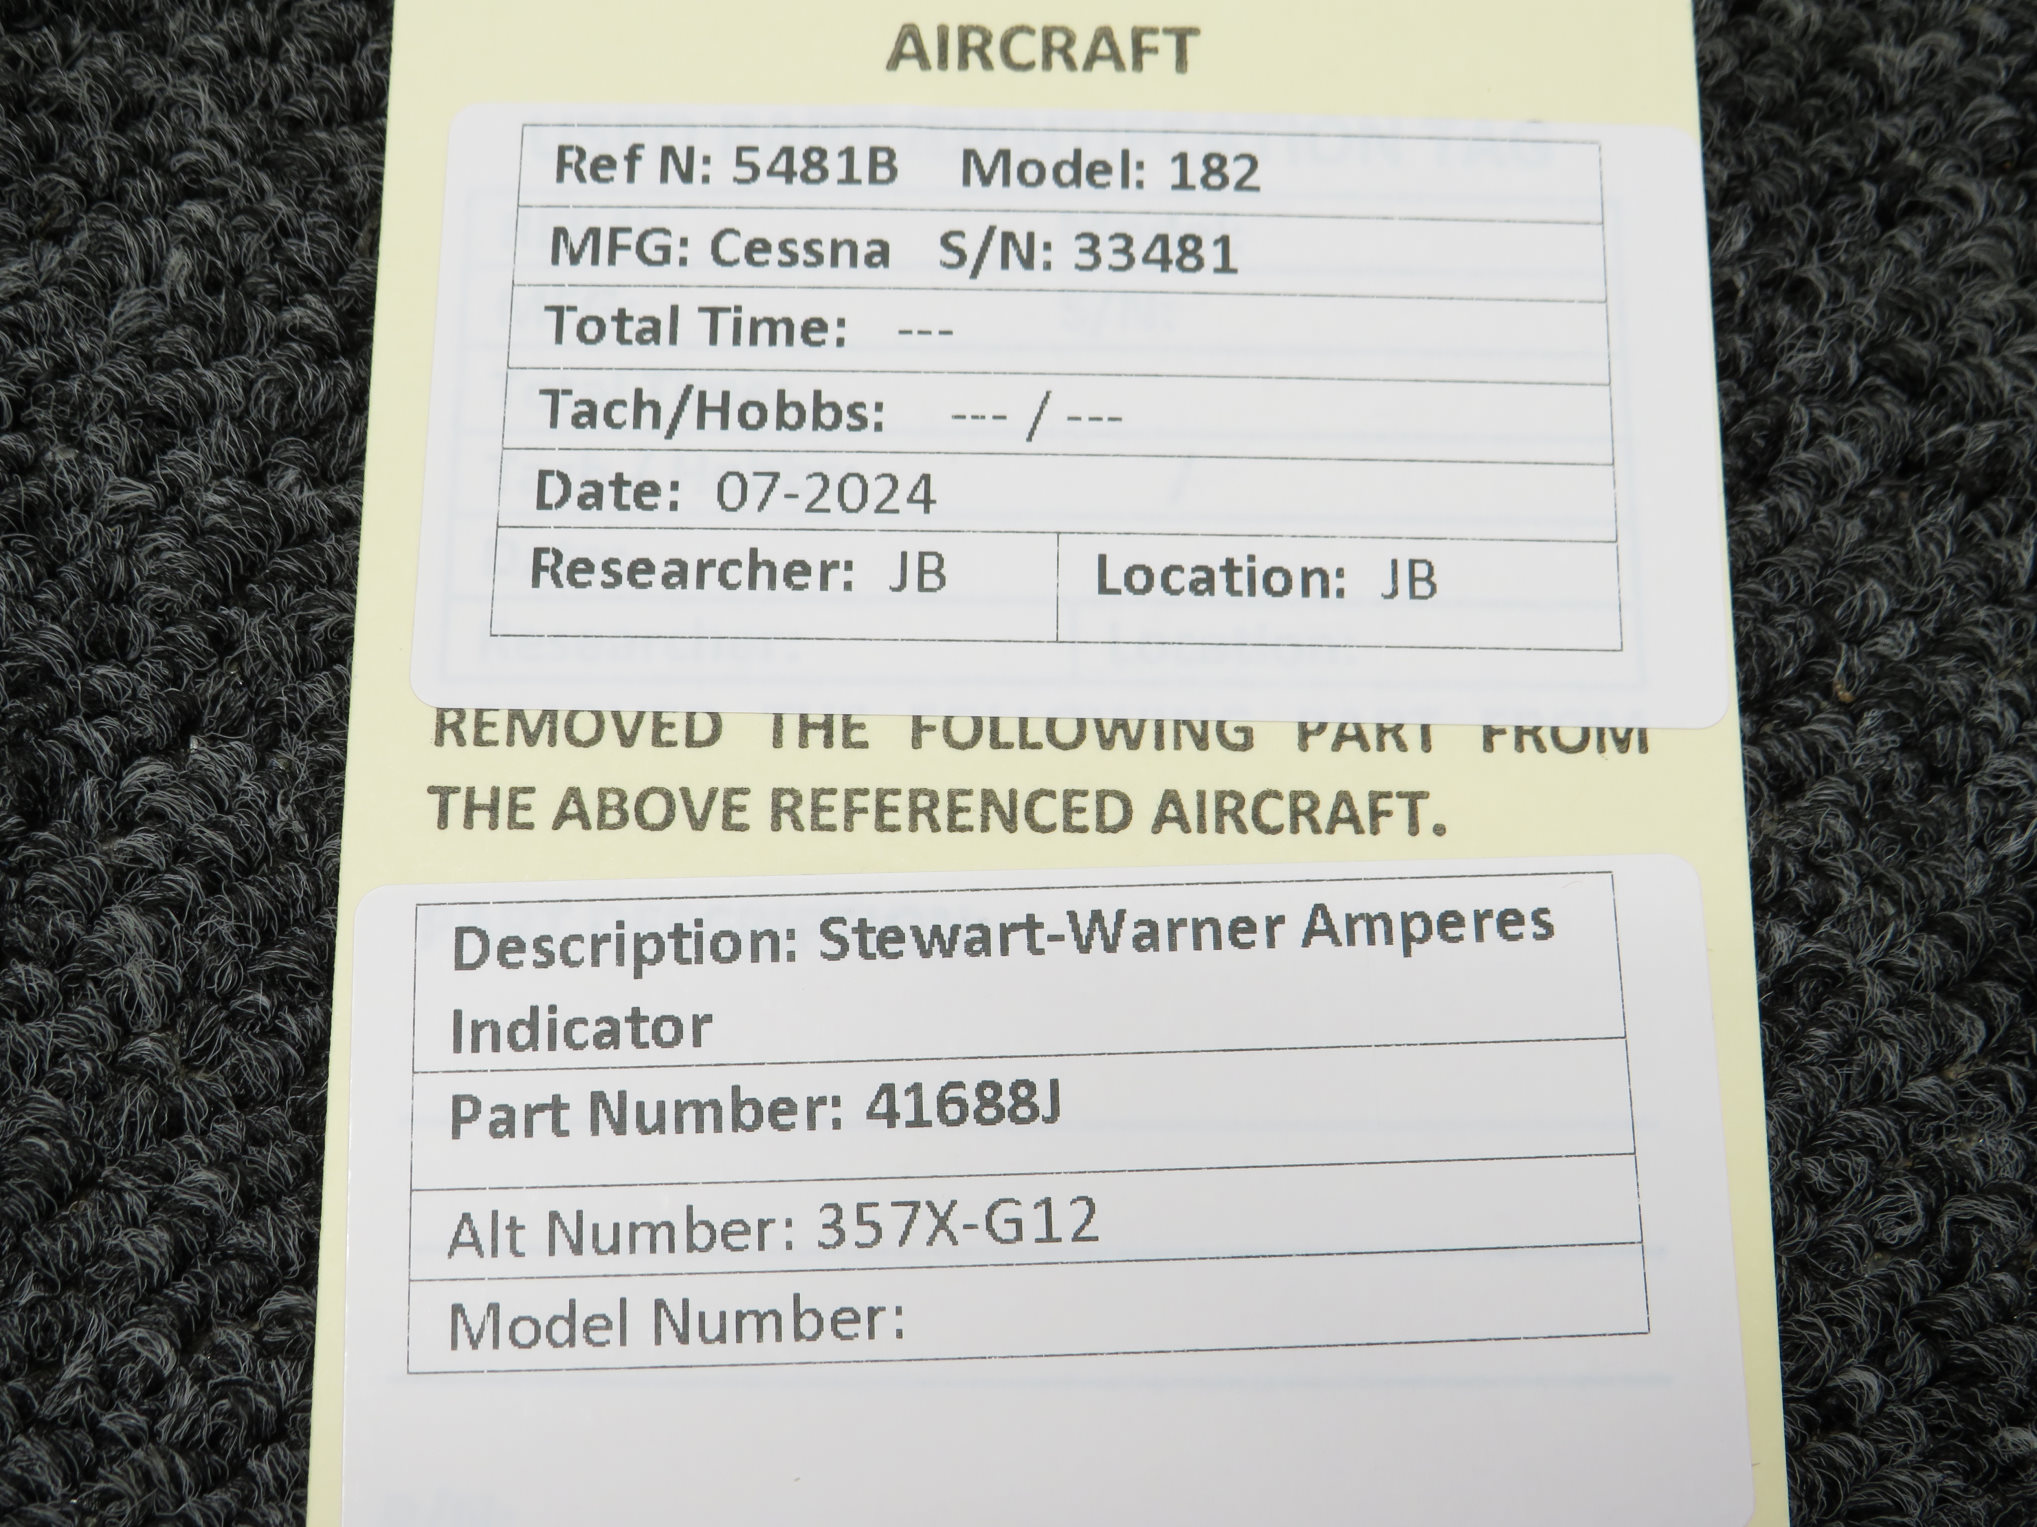 AIRCRAFT
Ref N: 5481B Model: 182
MFG: Cessna S/N: 33481
Total Time: ---
Tach/Hobbs: --- / ---
Date: 07-2024
Researcher: JB Location: JB
REMOVED THE FOLLOWING PART FROM
THE ABOVE REFERENCED AIRCRAFT.
Description: Stewart-Warner Amperes
Indicator
Part Number: 41688J
Alt Number: 357X-G12
Model Number: